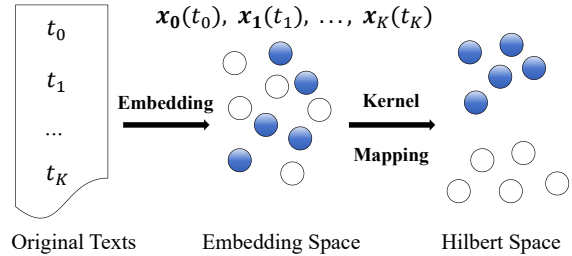 𝒙𝟎(𝑡0), 𝒙𝟏(𝑡1), …, 𝒙𝐾(𝑡𝐾)
𝑡0
𝑡1
...
𝑡𝐾
Embedding
Kernel
Mapping
Original Texts
Embedding Space
Hilbert Space